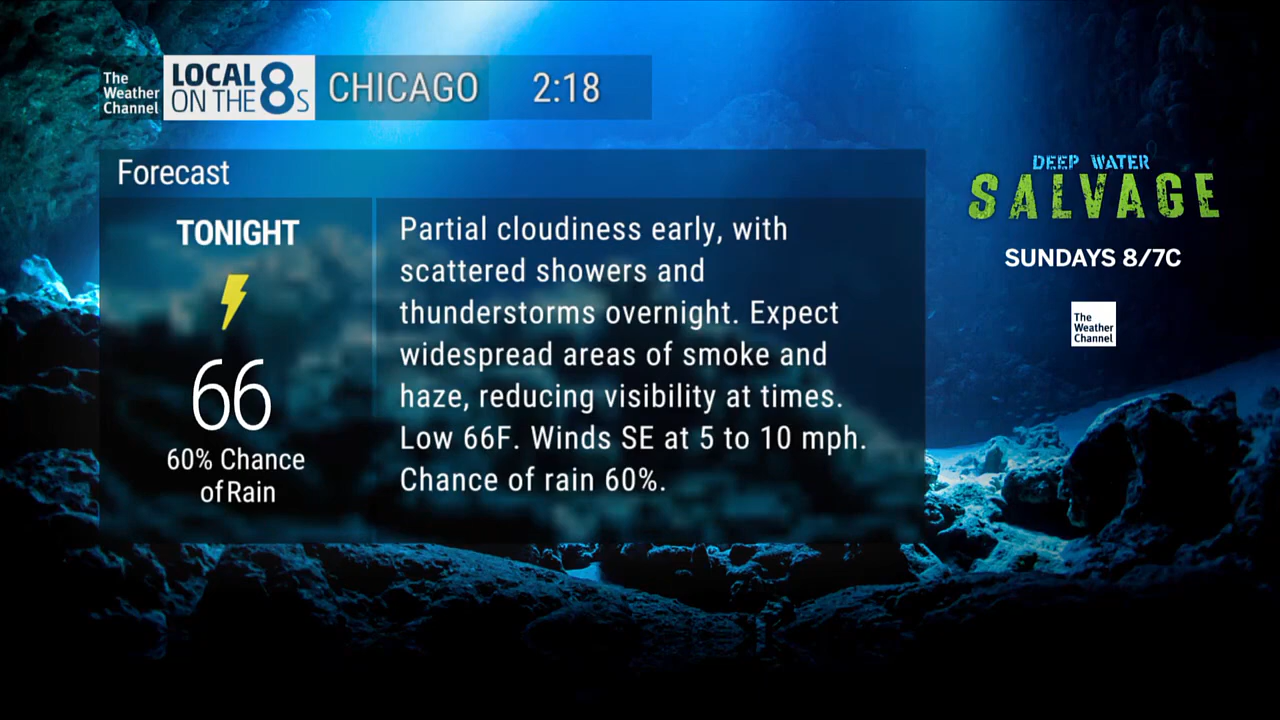 The
Weather
Channel
LOCAL
ON THE 8s
CHICAGO
2:18
Forecast
TONIGHT
66
60% Chance
of Rain
Partial cloudiness early, with
scattered showers and
thunderstorms overnight. Expect
widespread areas of smoke and
haze, reducing visibility at times.
Low 66F. Winds SE at 5 to 10 mph.
Chance of rain 60%.
DEEP WATER
SALVAGE
SUNDAYS 8/7C
The
Weather
Channel